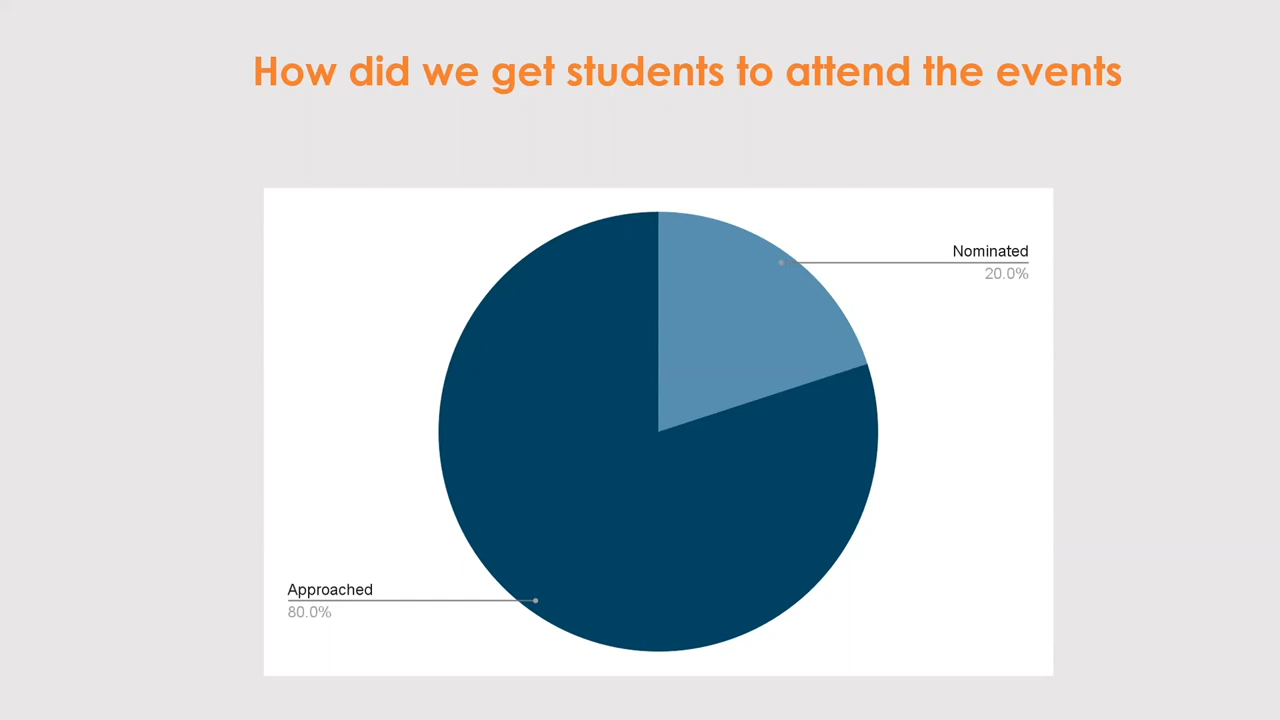 How did we get students to attend the events
Nominated
20.0%
Approached
80.0%